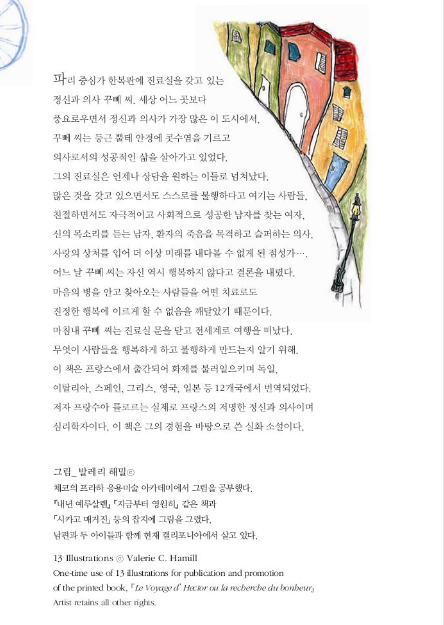 파리 중심가 한복판에 진료실을 갖고 있는
정신과 의사 꾸뻬 씨. 세상 어느 곳보다
풍요로우면서 정신과 의사가 가장 많은 이 도시에서,
꾸뻬 씨는 둥근 뿔테 안경에 콧수염을 기르고
의사로서의 성공적인 삶을 살아가고 있었다.
그의 진료실은 언제나 상담을 원하는 이들로 넘쳐났다.
많은 것을 갖고 있으면서도 스스로를 불행하다고 여기는 사람들,
친절하면서도 자극적이고 사회적으로 성공한 남자를 찾는 여자,
신의 목소리를 듣는 남자, 환자의 죽음을 목격하고 슬퍼하는 의사,
사랑의 상처를 입어 더 이상 미래를 내다볼 수 없게 된 점성가….
어느 날 꾸뻬 씨는 자신 역시 행복하지 않다고 결론을 내렸다.
마음의 병을 안고 찾아오는 사람들을 어떤 치료로도
진정한 행복에 이르게 할 수 없음을 깨달았기 때문이다.
마침내 꾸뻬 씨는 진료실 문을 닫고 전세계로 여행을 떠났다.
무엇이 사람들을 행복하게 하고 불행하게 만드는지 알기 위해.
이 책은 프랑스에서 출간되어 화제를 불러일으키며 독일,
이탈리아, 스페인, 그리스, 영국, 일본 등 12개국에서 번역되었다.
저자 프랑수아 를로르는 실제로 프랑스의 저명한 정신과 의사이며
심리학자이다. 이 책은 그의 경험을 바탕으로 쓴 실화 소설이다.
그림_ 발레리 해밀ⓒ
체코의 프라하 응용미술 아카데미에서 그림을 공부했다.
『내년 예루살렘』『지금부터 영원히』 같은 책과
「시카고 매거진」 등의 잡지에 그림을 그렸다.
남편과 두 아이들과 함께 현재 캘리포니아에서 살고 있다.
13 Illustrations ⓒ Valerie C. Hamill
One-time use of 13 illustrations for publication and promotion
of the printed book, 『Le Voyage d' Hector ou la recherche du bonheur』
Artist retains all other rights.